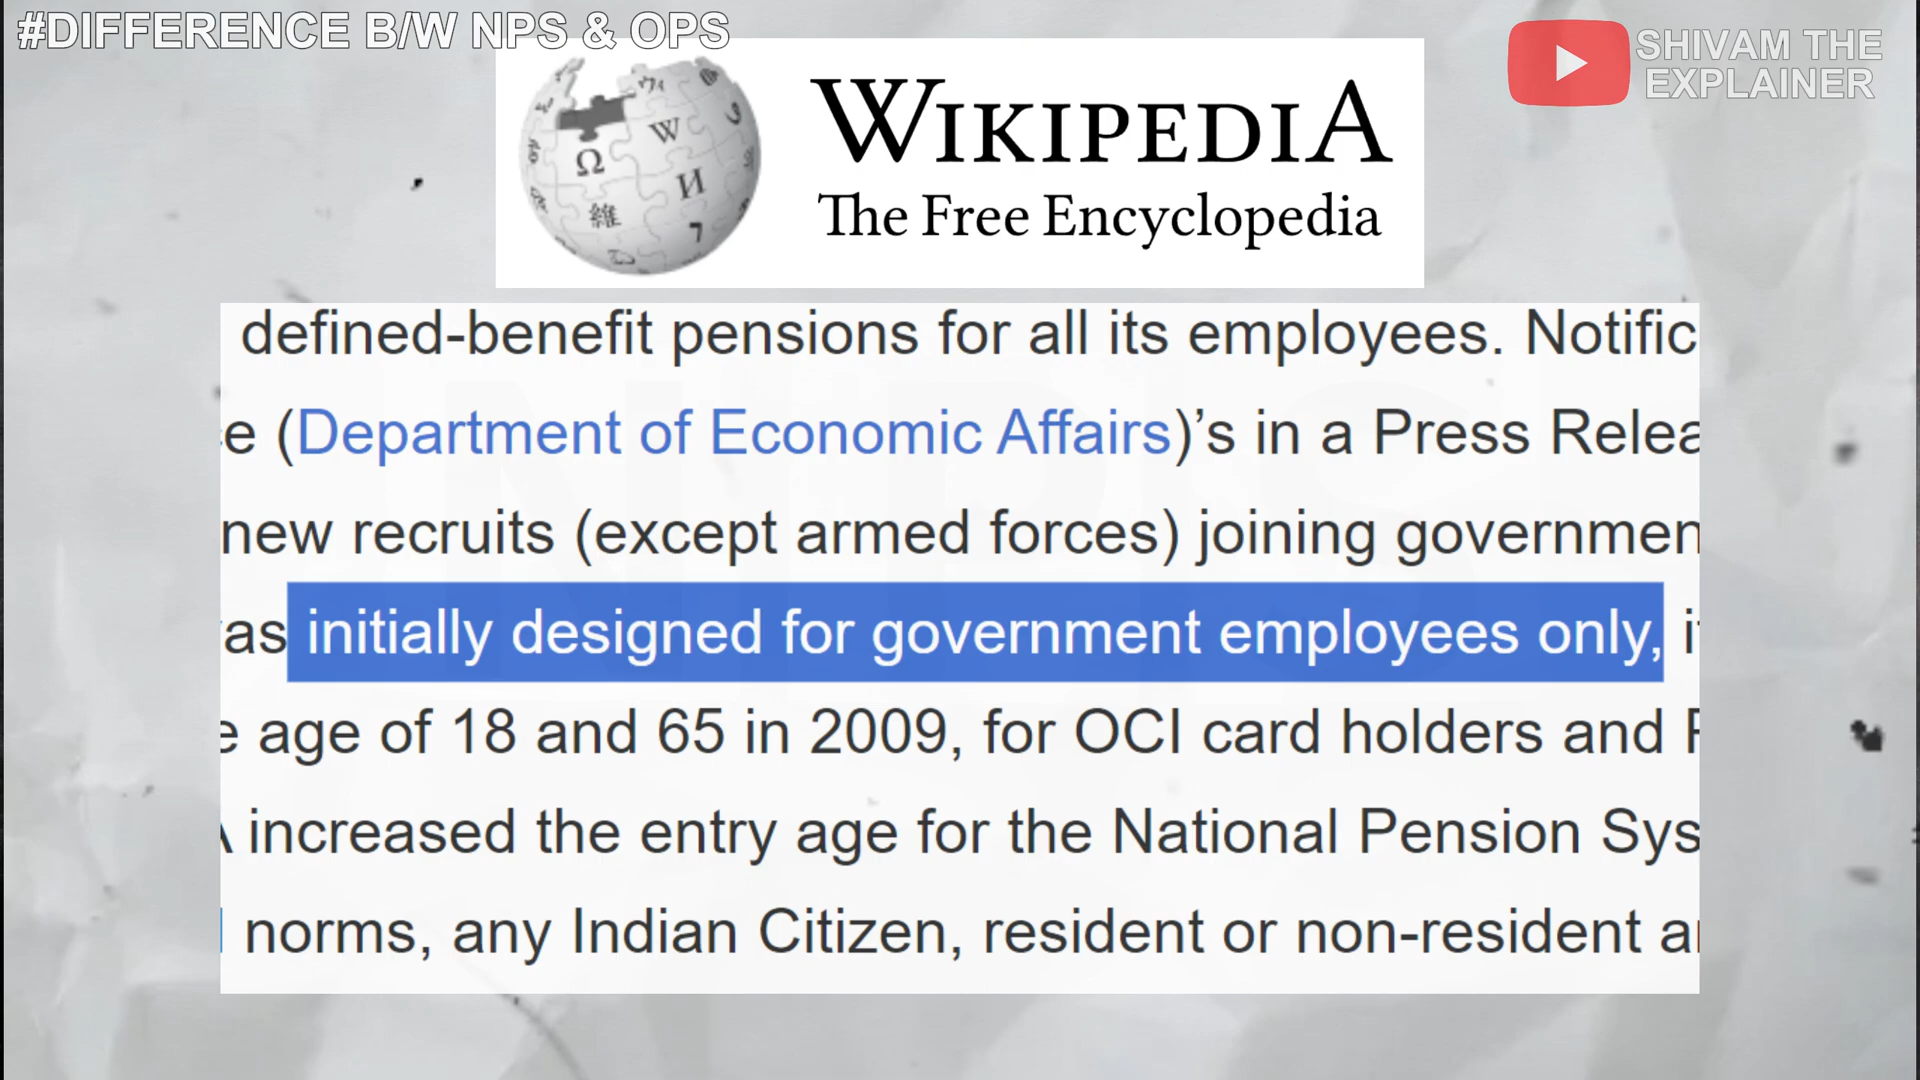 #DIFFERENCE B/W NPS & OPS
SHIVAM THE
EXPLAINER
WIKIPEDIA
The Free Encyclopedia
defined-benefit pensions for all its employees. Notific
e (Department of Economic Affairs)’s in a Press Relea
new recruits (except armed forces) joining governmen
as initially designed for government employees only, i
e age of 18 and 65 in 2009, for OCI card holders and
increased the entry age for the National Pension Sys
norms, any Indian Citizen, resident or non-resident a